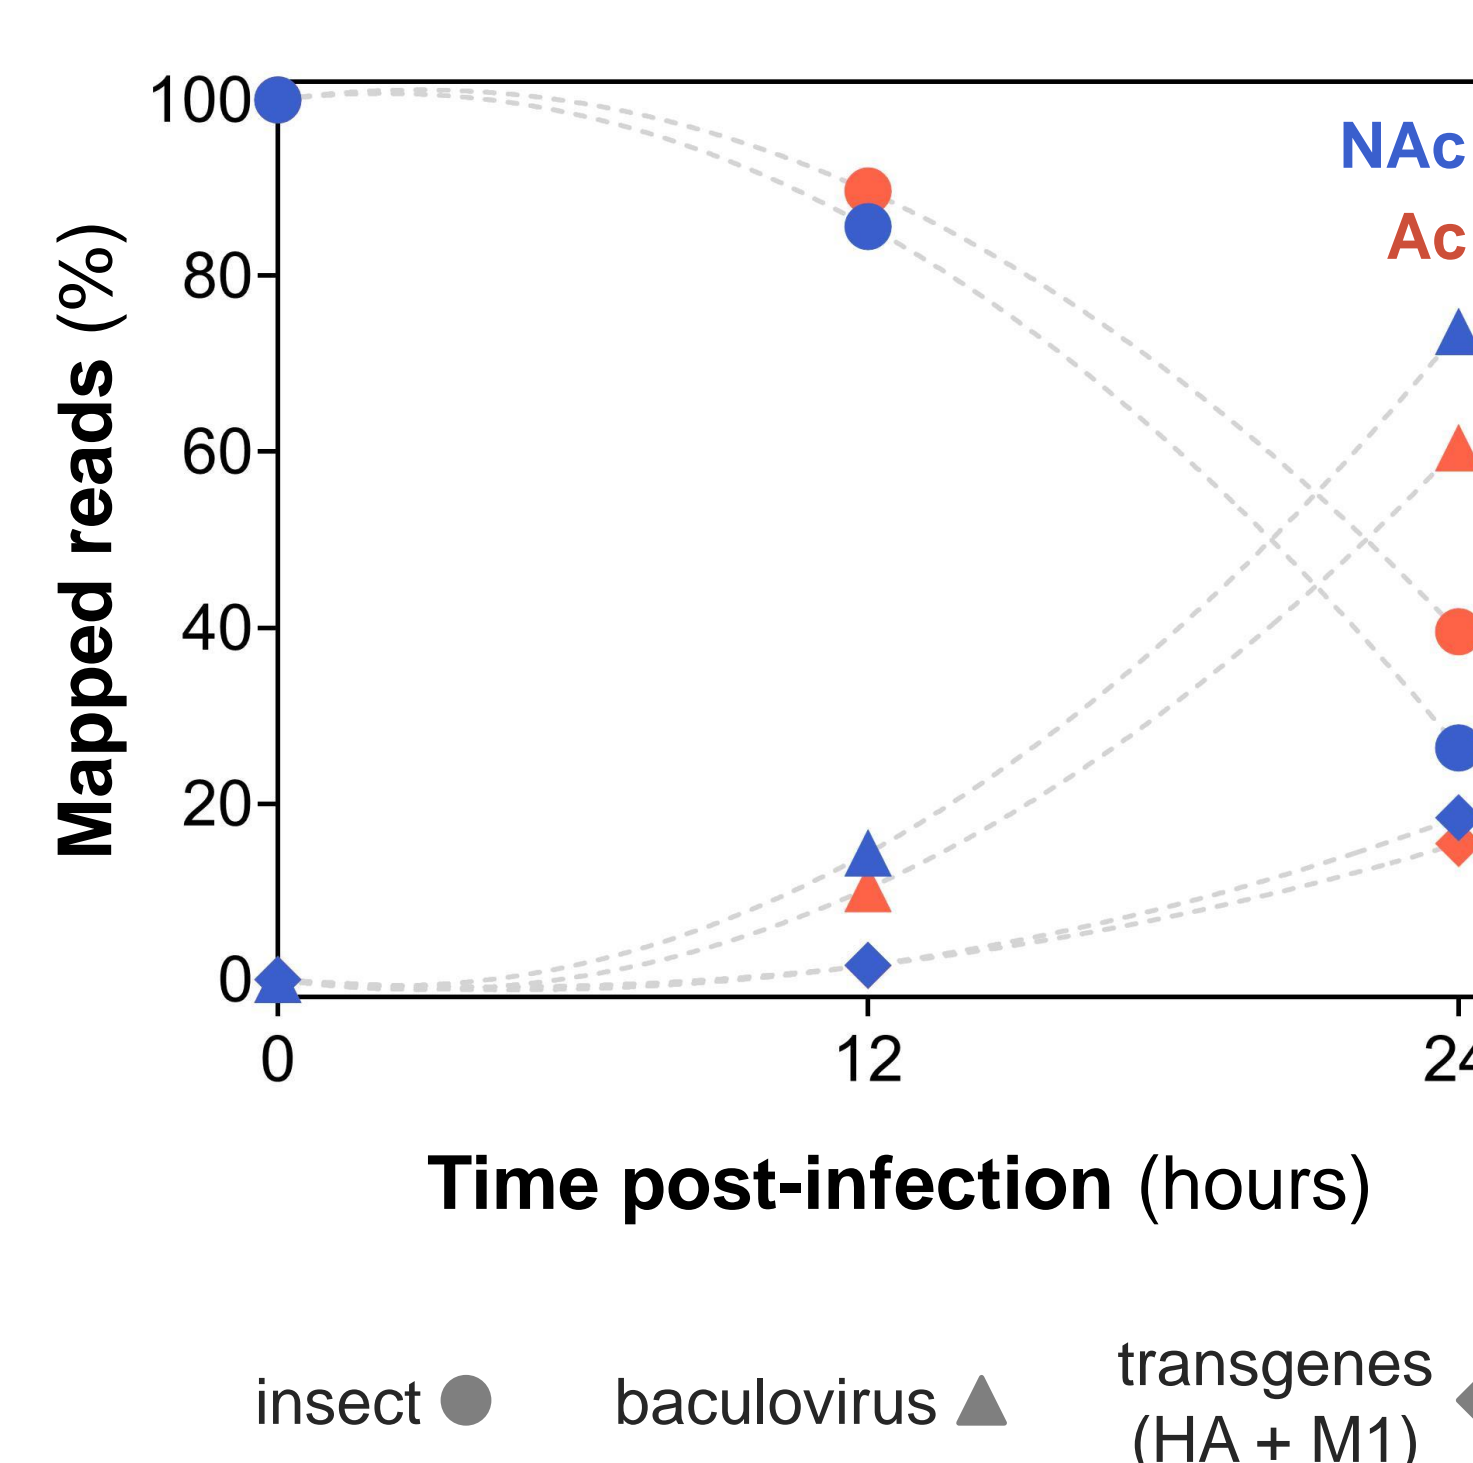 100
NAc
Ac
80
60
40
20
0
Mapped reads (%)
0 12 2
Time post-infection (hours)
insect baculovirus transgenes
(HA + M1)